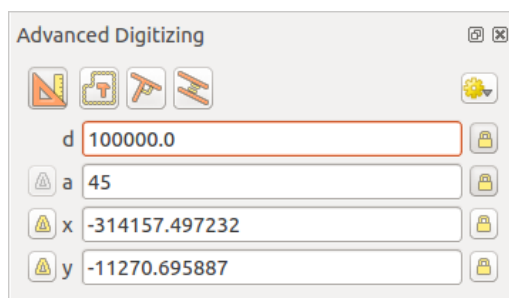 Advanced Digitizing
d 100000.0
a 45
x -314157.497232
y -11270.695887